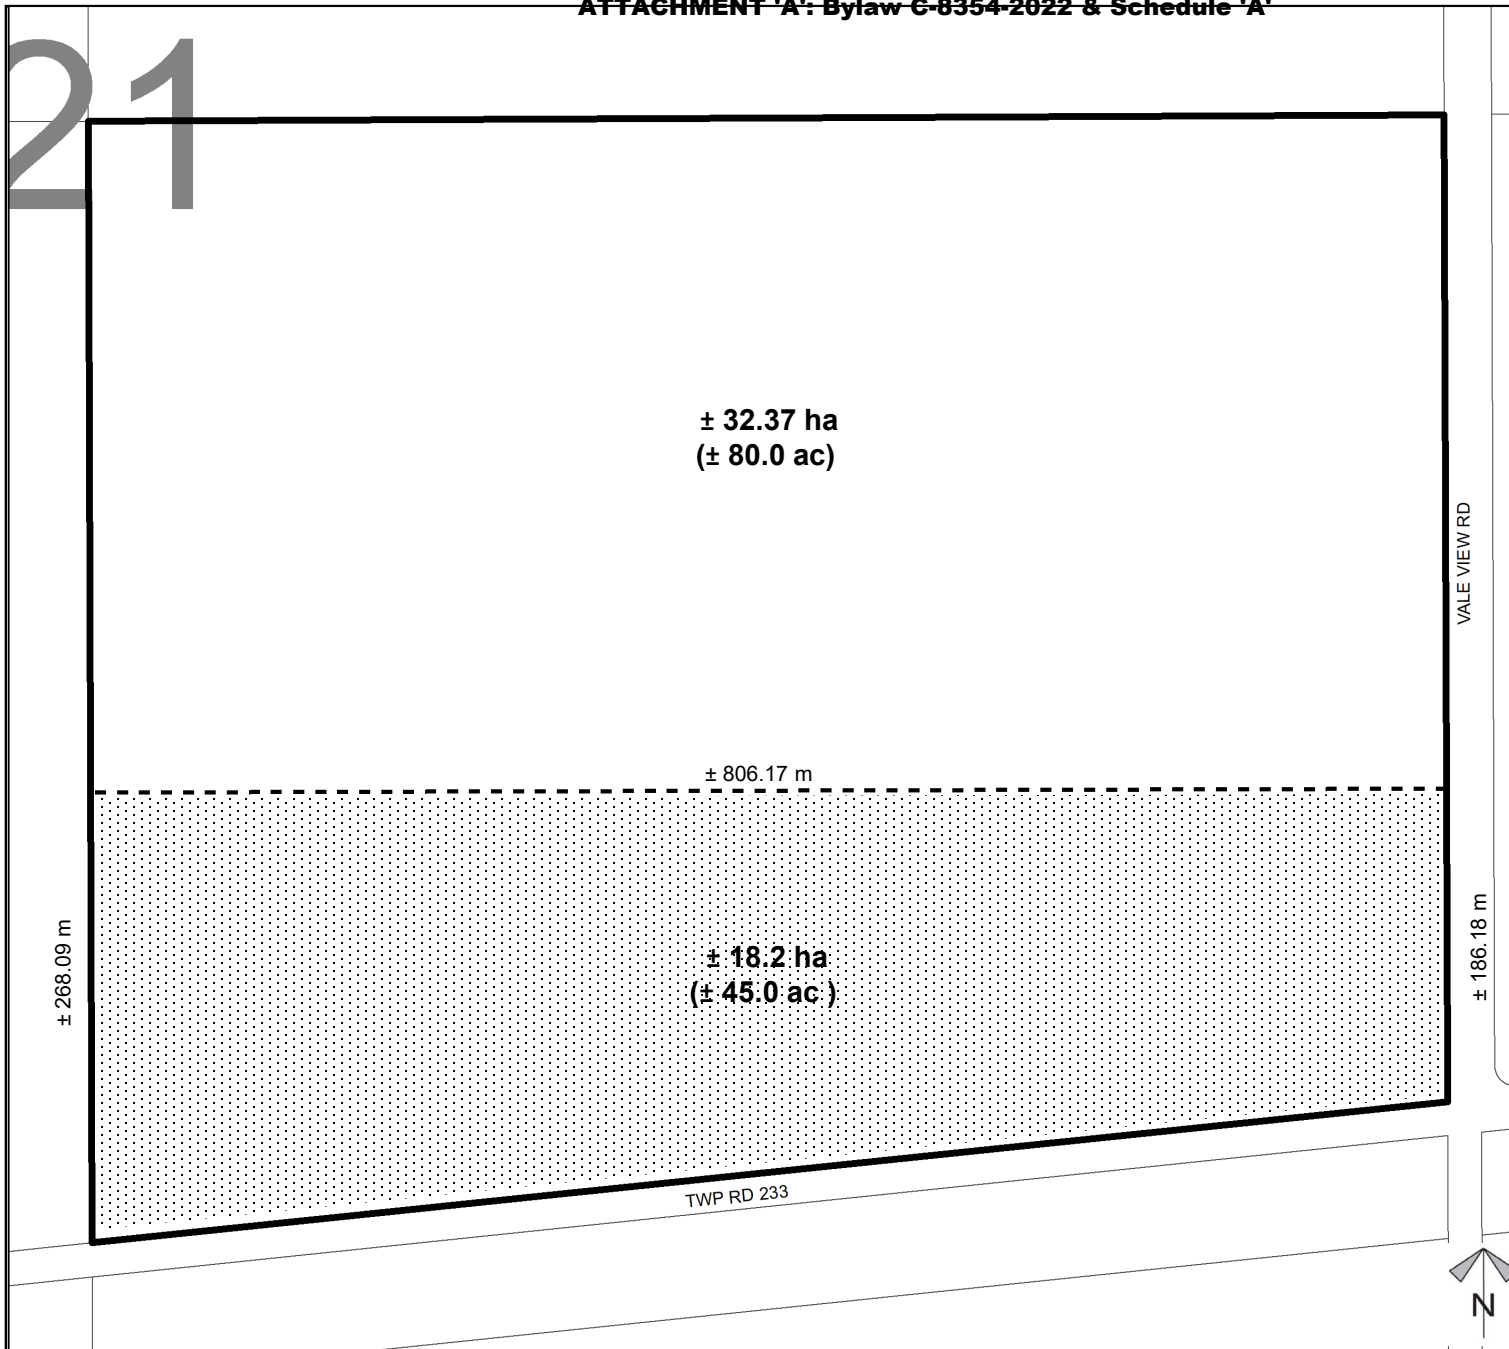 ATTACHMENT 'A': Bylaw C-8354-2022 & Schedule 'A'
21
± 32.37 ha
(± 80.0 ac)
VALE VIEW RD
± 806.17 m
± 268.09 m
± 18.2 ha
(± 45.0 ac )
± 186.18 m
TWP RD 233
N